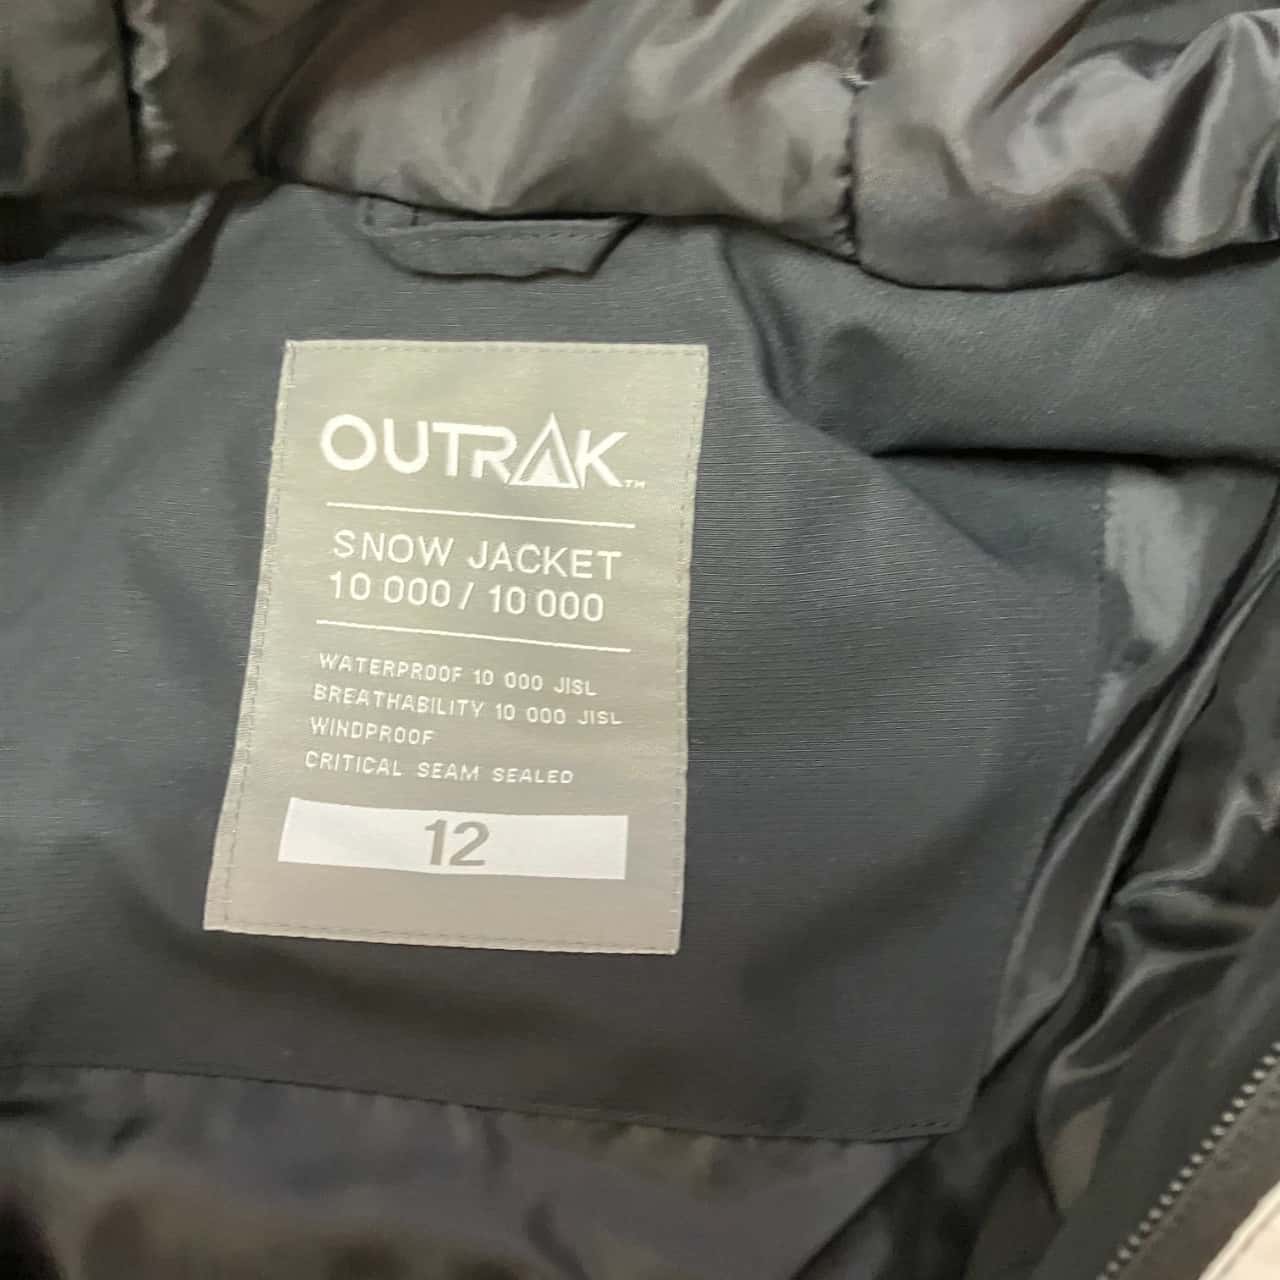 OUTRAK™
SNOW JACKET
10 000 / 10 000
WATERPROOF 10 000 JISL
BREATHABILITY 10 000 JISL
WINDPROOF
CRITICAL SEAM SEALED
12